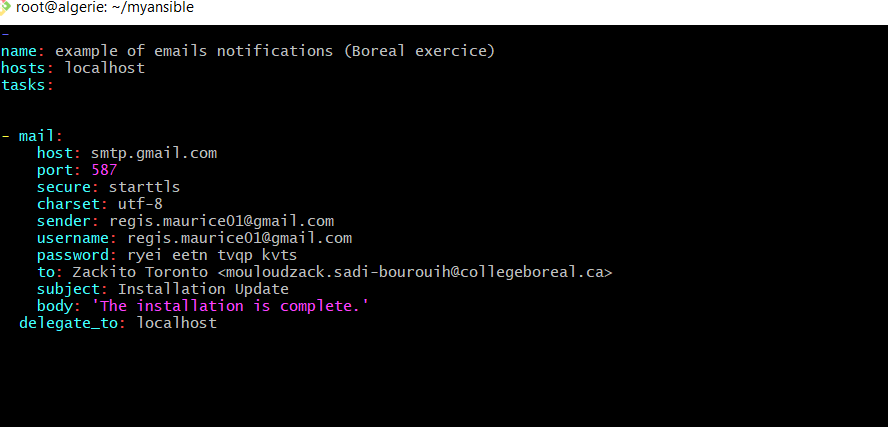 root@algerie: ~/myansible
-
name: example of emails notifications (Boreal exercice)
hosts: localhost
tasks:
- mail:
host: smtp.gmail.com
port: 587
secure: starttls
charset: utf-8
sender: regis.maurice01@gmail.com
username: regis.maurice01@gmail.com
password: ryei eetn tvqp kvts
to: Zackito Toronto <mouloudzack.sadi-bourouih@collegeboreal.ca>
subject: Installation Update
body: 'The installation is complete.'
delegate_to: localhost